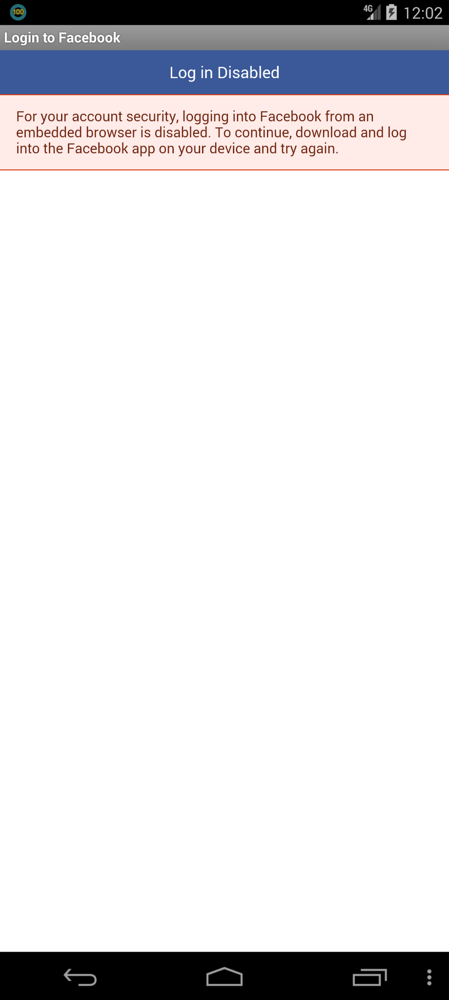 100
4G
12:02
Login to Facebook
Log in Disabled
For your account security, logging into Facebook from an
embedded browser is disabled. To continue, download and log
into the Facebook app on your device and try again.